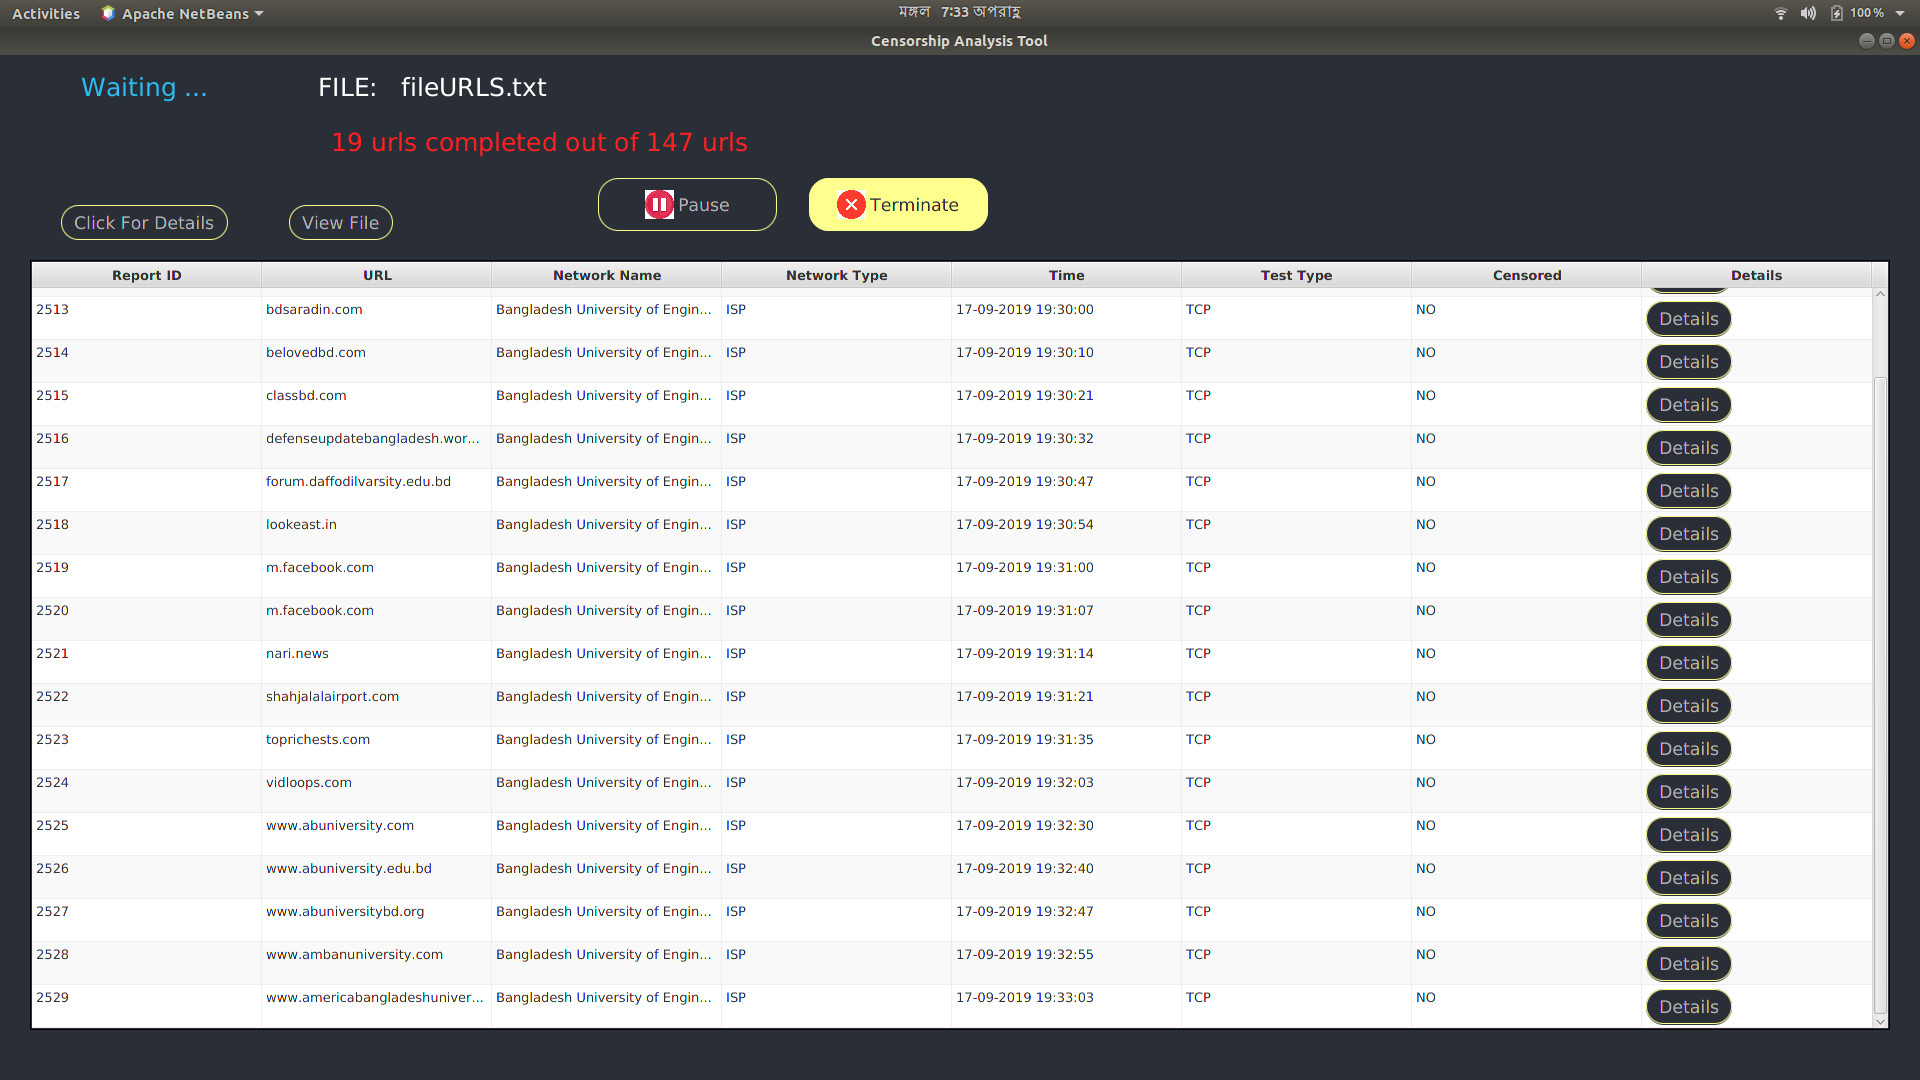 Activities Apache NetBeans মঙ্গল 7:33 অপরাহ্ণ 100 %
Censorship Analysis Tool
Waiting ... FILE: fileURLS.txt
19 urls completed out of 147 urls
Pause Terminate
Click For Details View File
Report ID URL Network Name Network Type Time Test Type Censored Details
2513 bdsaradin.com Bangladesh University of Engin... ISP 17-09-2019 19:30:00 TCP NO Details
2514 belovedbd.com Bangladesh University of Engin... ISP 17-09-2019 19:30:10 TCP NO Details
2515 classbd.com Bangladesh University of Engin... ISP 17-09-2019 19:30:21 TCP NO Details
2516 defenseupdatebangladesh.wor... Bangladesh University of Engin... ISP 17-09-2019 19:30:32 TCP NO Details
2517 forum.daffodilvarsity.edu.bd Bangladesh University of Engin... ISP 17-09-2019 19:30:47 TCP NO Details
2518 lookeast.in Bangladesh University of Engin... ISP 17-09-2019 19:30:54 TCP NO Details
2519 m.facebook.com Bangladesh University of Engin... ISP 17-09-2019 19:31:00 TCP NO Details
2520 m.facebook.com Bangladesh University of Engin... ISP 17-09-2019 19:31:07 TCP NO Details
2521 nari.news Bangladesh University of Engin... ISP 17-09-2019 19:31:14 TCP NO Details
2522 shahjalalairport.com Bangladesh University of Engin... ISP 17-09-2019 19:31:21 TCP NO Details
2523 toprichests.com Bangladesh University of Engin... ISP 17-09-2019 19:31:35 TCP NO Details
2524 vidloops.com Bangladesh University of Engin... ISP 17-09-2019 19:32:03 TCP NO Details
2525 www.abuniversity.com Bangladesh University of Engin... ISP 17-09-2019 19:32:30 TCP NO Details
2526 www.abuniversity.edu.bd Bangladesh University of Engin... ISP 17-09-2019 19:32:40 TCP NO Details
2527 www.abuniversitybd.org Bangladesh University of Engin... ISP 17-09-2019 19:32:47 TCP NO Details
2528 www.ambanuniversity.com Bangladesh University of Engin... ISP 17-09-2019 19:32:55 TCP NO Details
2529 www.americabangladeshuniver... Bangladesh University of Engin... ISP 17-09-2019 19:33:03 TCP NO Details